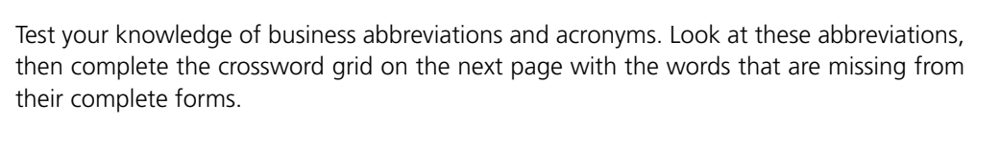 Test your knowledge of business abbreviations and acronyms. Look at these abbreviations,
then complete the crossword grid on the next page with the words that are missing from
their complete forms.